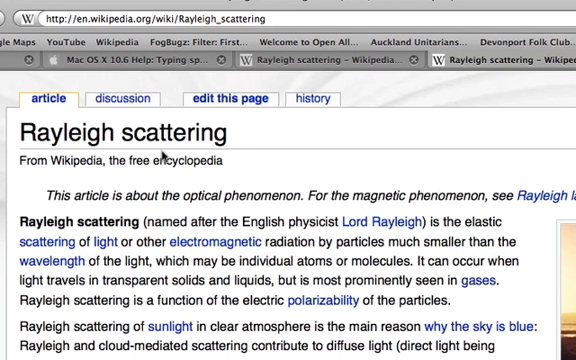 http://en.wikipedia.org/wiki/Rayleigh_scattering
gle Maps YouTube Wikipedia FogBugz: Filter: First... Welcome to Open All... Auckland Unitarians... Devonport Folk Club...
Mac OS X 10.6 Help: Typing sp... Rayleigh scattering – Wikipedia... Rayleigh scattering – Wikipe
article discussion edit this page history
Rayleigh scattering
From Wikipedia, the free encyclopedia
This article is about the optical phenomenon. For the magnetic phenomenon, see Rayleigh la
Rayleigh scattering (named after the English physicist Lord Rayleigh) is the elastic
scattering of light or other electromagnetic radiation by particles much smaller than the
wavelength of the light, which may be individual atoms or molecules. It can occur when
light travels in transparent solids and liquids, but is most prominently seen in gases.
Rayleigh scattering is a function of the electric polarizability of the particles.
Rayleigh scattering of sunlight in clear atmosphere is the main reason why the sky is blue:
Rayleigh and cloud-mediated scattering contribute to diffuse light (direct light being